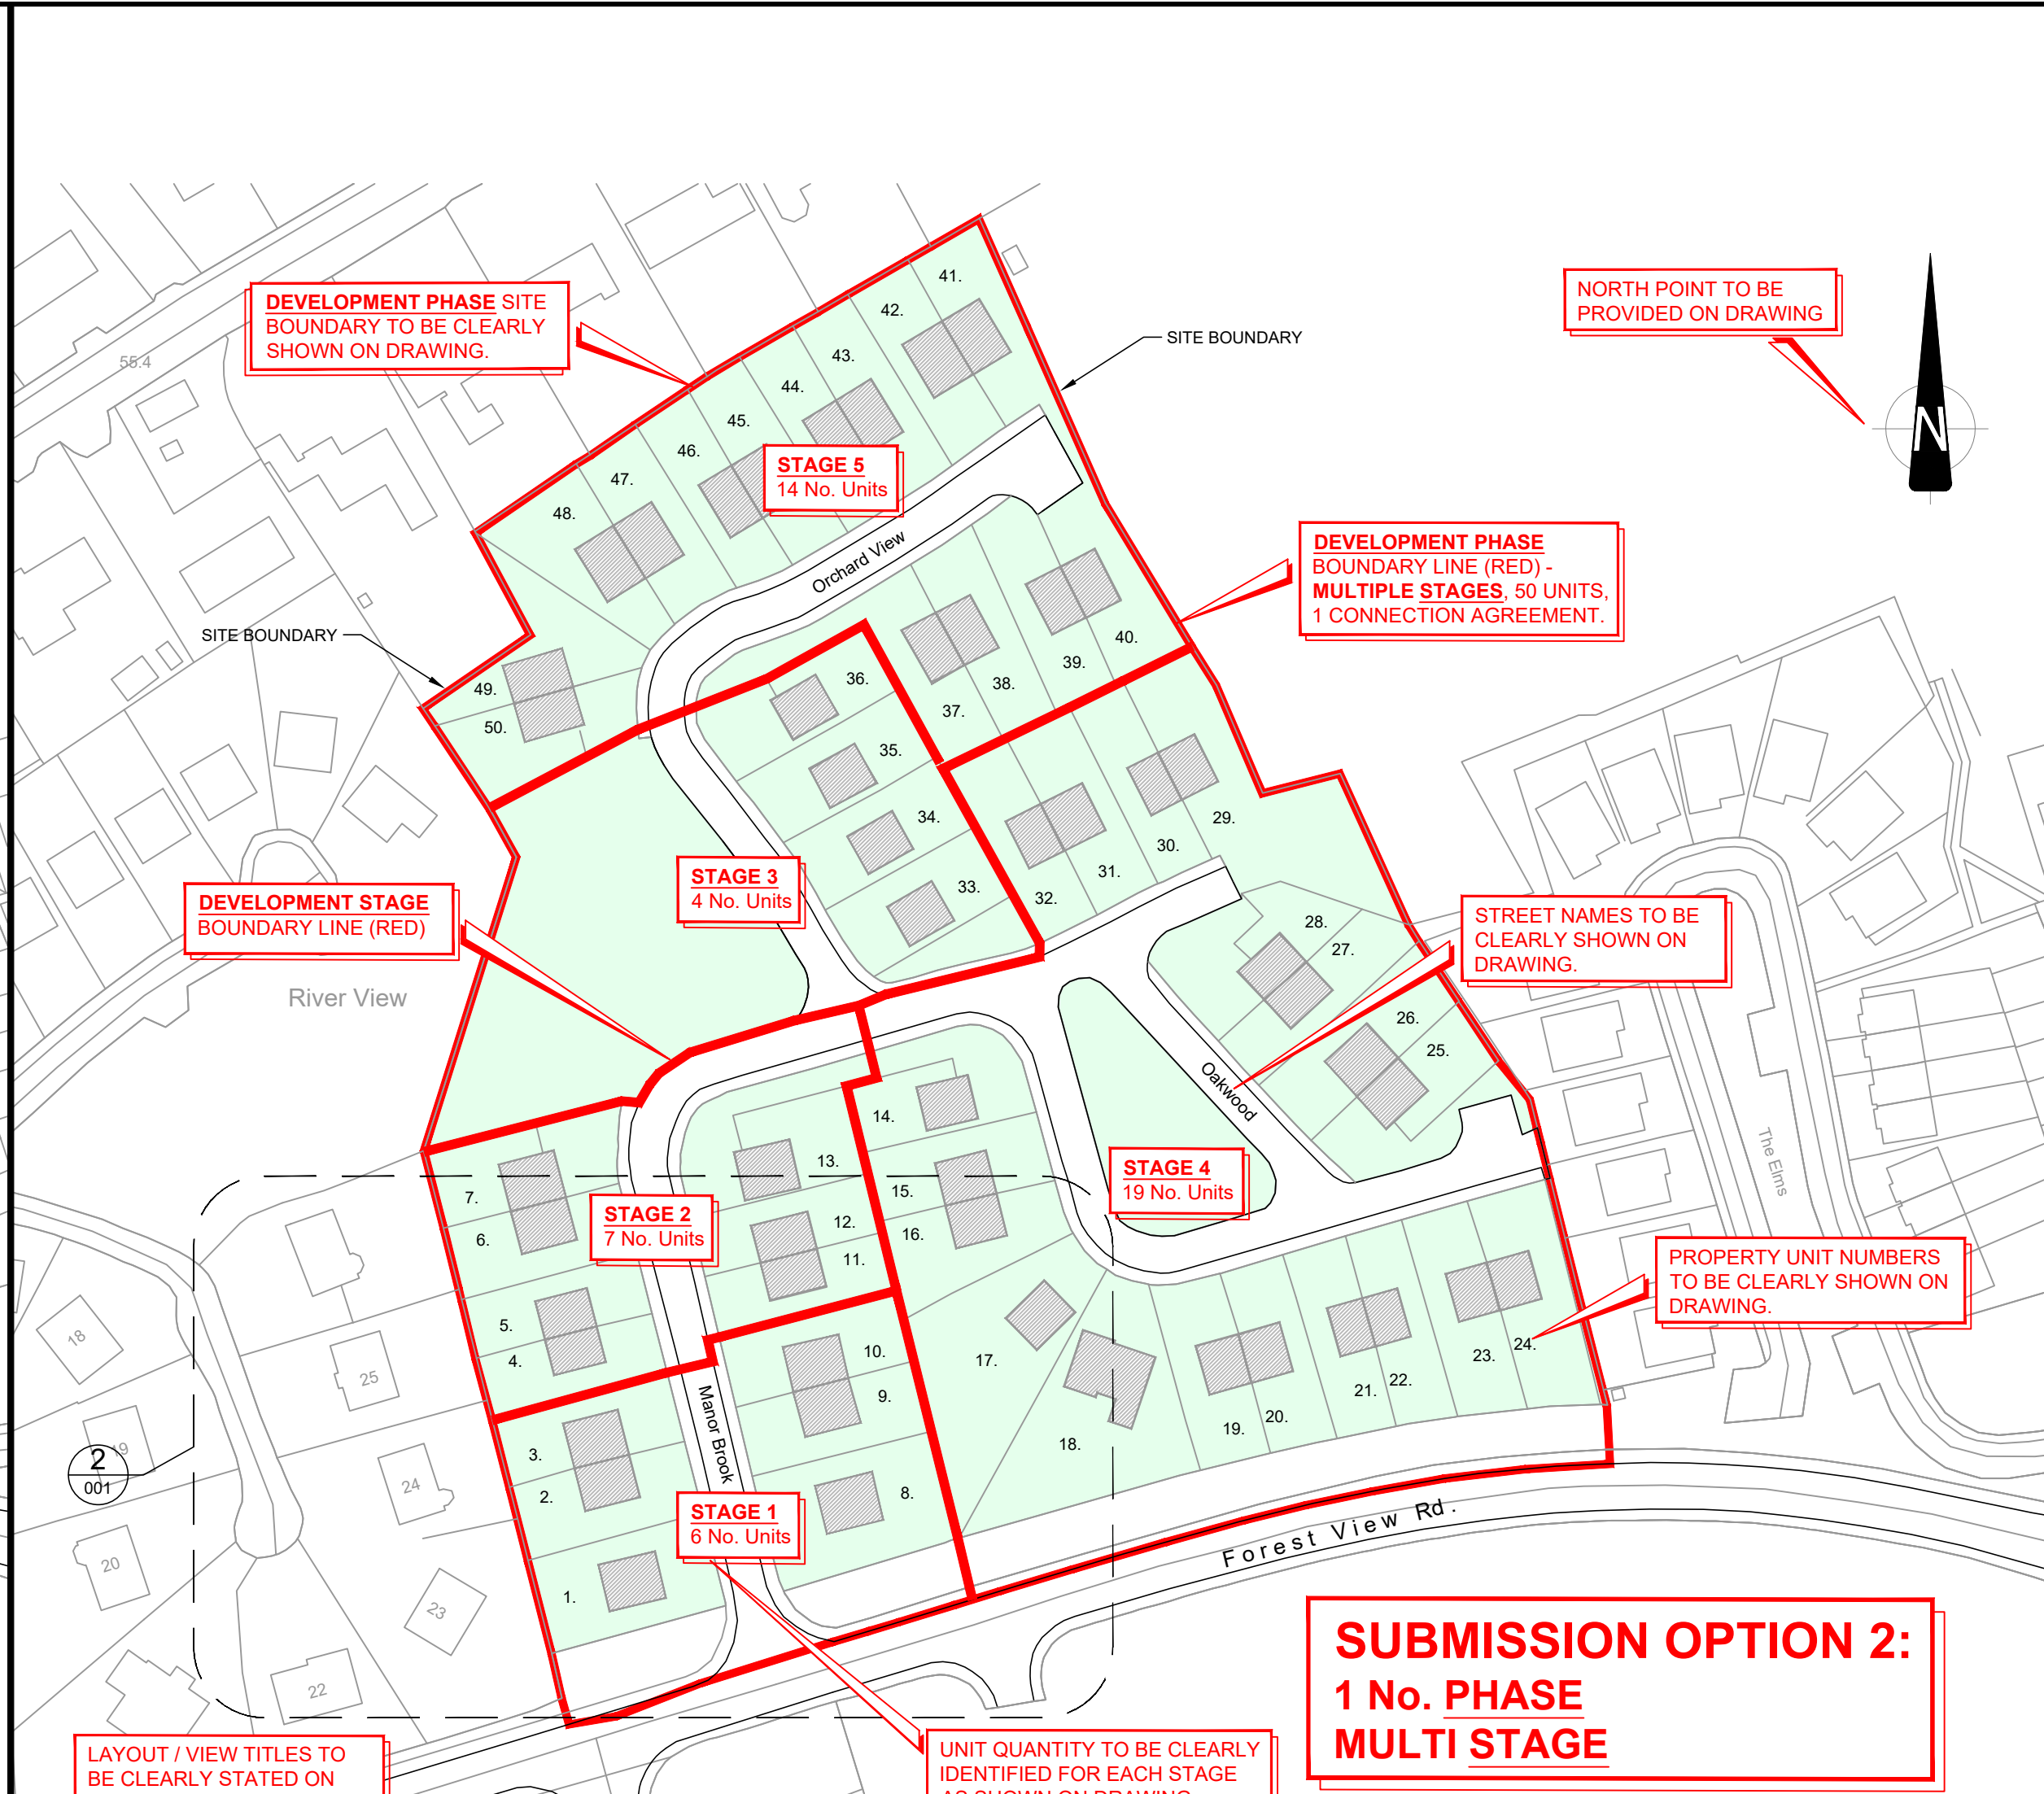 DEVELOPMENT PHASE SITE
BOUNDARY TO BE CLEARLY
SHOWN ON DRAWING.
NORTH POINT TO BE
PROVIDED ON DRAWING
N
SITE BOUNDARY
55.4
41.
42.
43.
44.
45.
46.
47.
48.
STAGE 5
14 No. Units
Orchard View
DEVELOPMENT PHASE
BOUNDARY LINE (RED) -
MULTIPLE STAGES, 50 UNITS,
1 CONNECTION AGREEMENT.
SITE BOUNDARY
49.
50.
36.
35.
34.
33.
37.
38.
39.
40.
29.
30.
31.
32.
STAGE 3
4 No. Units
DEVELOPMENT STAGE
BOUNDARY LINE (RED)
River View
28.
27.
26.
25.
STREET NAMES TO BE
CLEARLY SHOWN ON
DRAWING.
Oakwood
The Elms
STAGE 4
19 No. Units
14.
15.
16.
13.
12.
11.
7.
6.
5.
4.
STAGE 2
7 No. Units
PROPERTY UNIT NUMBERS
TO BE CLEARLY SHOWN ON
DRAWING.
17.
18.
19.
20.
21.
22.
23.
24.
10.
9.
8.
3.
2.
1.
Manor Brook
STAGE 1
6 No. Units
18
19
20
25
24
23
22
2
001
Forest View Rd.
SUBMISSION OPTION 2:
1 No. PHASE
MULTI STAGE
LAYOUT / VIEW TITLES TO
BE CLEARLY STATED ON
UNIT QUANTITY TO BE CLEARLY
IDENTIFIED FOR EACH STAGE
AS SHOWN ON DRAWING